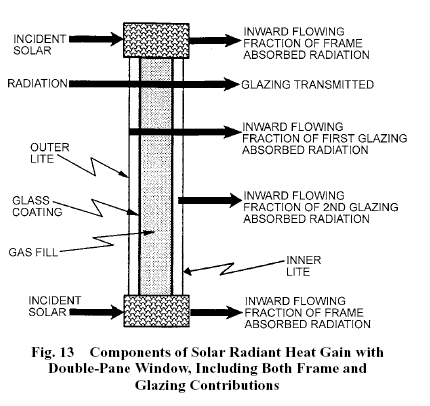 INCIDENT
SOLAR
INWARD FLOWING
FRACTION OF FRAME
ABSORBED RADIATION
RADIATION
GLAZING TRANSMITTED
INWARD FLOWING
FRACTION OF FIRST GLAZING
ABSORBED RADIATION
OUTER
LITE
GLASS
COATING
INWARD FLOWING
FRACTION OF 2ND GLAZING
ABSORBED RADIATION
GAS FILL
INNER
LITE
INCIDENT
SOLAR
INWARD FLOWING
FRACTION OF FRAME
ABSORBED RADIATION
Fig. 13 Components of Solar Radiant Heat Gain with
Double-Pane Window, Including Both Frame and
Glazing Contributions